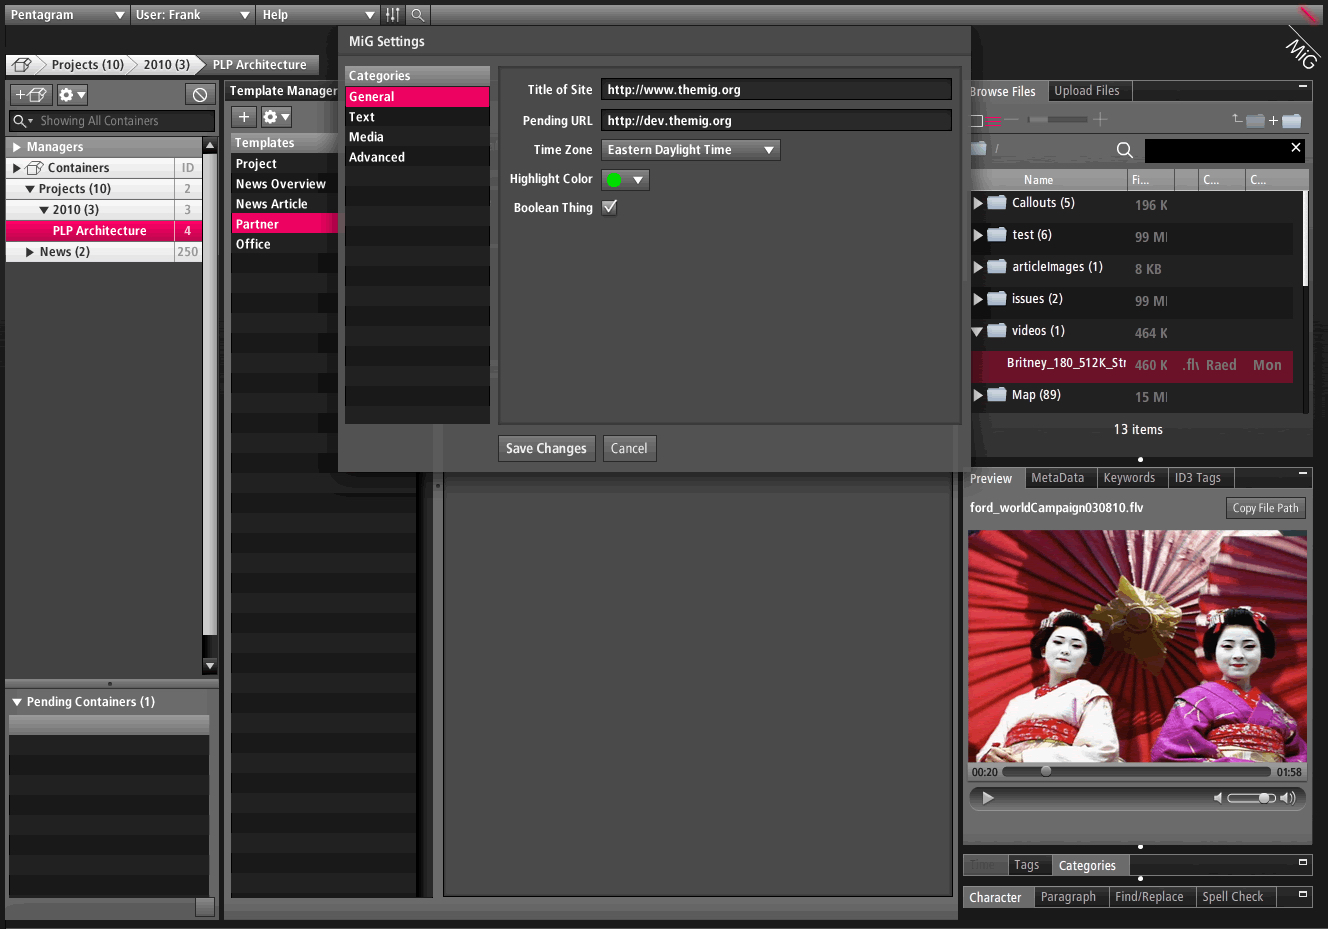 Pentagram
User: Frank
Help
MiG
MiG Settings
Projects (10)
2010 (3)
PLP Architecture
Showing All Containers
Managers
Containers
ID
Projects (10)
2
2010 (3)
3
PLP Architecture
4
News (2)
250
Pending Containers (1)
Template Manager
Templates
Project
News Overview
News Article
Partner
Office
Categories
General
Text
Media
Advanced
Title of Site
http://www.themig.org
Pending URL
http://dev.themig.org
Time Zone
Eastern Daylight Time
Highlight Color
Boolean Thing
Save Changes
Cancel
Browse Files
Upload Files
/
Name
Fi...
C...
C...
Callouts (5)
196 K
test (6)
99 MI
articleImages (1)
8 KB
issues (2)
99 MI
videos (1)
464 K
Britney_180_512K_Str
460 K
.flv
Raed
Mon
Map (89)
15 MI
13 items
Preview
MetaData
Keywords
ID3 Tags
ford_worldCampaign030810.flv
Copy File Path
00:20
01:58
Time
Tags
Categories
Character
Paragraph
Find/Replace
Spell Check